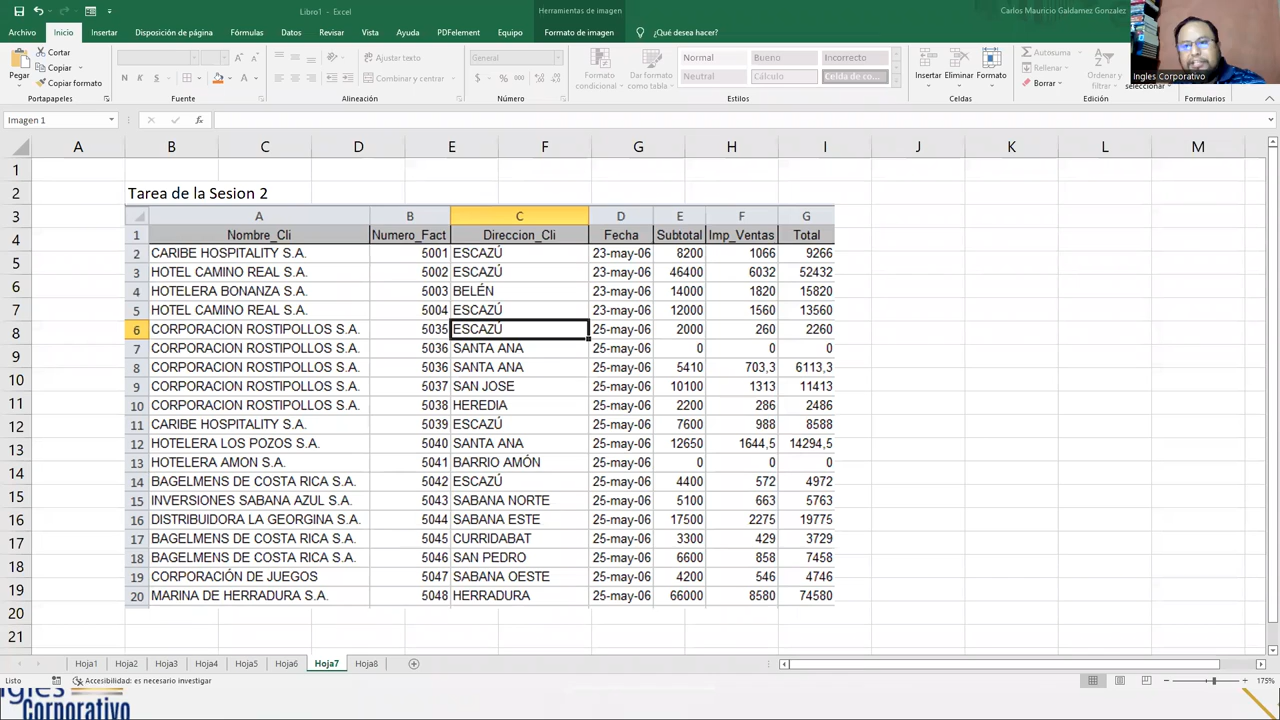 Libro1 - Excel
Herramientas de imagen
Carlos Mauricio Galdamez Gonzalez
Archivo Inicio Insertar Disposición de página Fórmulas Datos Revisar Vista Ayuda PDFelement Equipo Formato de imagen ¿Qué desea hacer?
Pegar
Cortar
Copiar
Copiar formato
Portapapeles
N K S
Fuente
Ajustar texto
Combinar y centrar
Alineación
General
$ % 000
Número
Formato condicional
Dar formato como tabla
Normal Bueno Incorrecto
Neutral Cálculo Celda de co...
Estilos
Insertar Eliminar Formato
Celdas
Autosuma
Rellenar
Borrar
Ordenar y filtrar
Edición
seleccionar
Formularios
Ingles Corporativo
Imagen 1
fx
A B C D E F G H I J K L M
1
2 Tarea de la Sesion 2
3 A B C D E F G
4 1 Nombre_Cli Numero_Fact Direccion_Cli Fecha Subtotal Imp_Ventas Total
5 2 CARIBE HOSPITALITY S.A. 5001 ESCAZÚ 23-may-06 8200 1066 9266
6 3 HOTEL CAMINO REAL S.A. 5002 ESCAZÚ 23-may-06 46400 6032 52432
4 HOTELERA BONANZA S.A. 5003 BELÉN 23-may-06 14000 1820 15820
7 5 HOTEL CAMINO REAL S.A. 5004 ESCAZÚ 23-may-06 12000 1560 13560
8 6 CORPORACION ROSTIPOLLOS S.A. 5035 ESCAZÚ 25-may-06 2000 260 2260
9 7 CORPORACION ROSTIPOLLOS S.A. 5036 SANTA ANA 25-may-06 0 0 0
8 CORPORACION ROSTIPOLLOS S.A. 5036 SANTA ANA 25-may-06 5410 703,3 6113,3
10 9 CORPORACION ROSTIPOLLOS S.A. 5037 SAN JOSE 25-may-06 10100 1313 11413
11 10 CORPORACION ROSTIPOLLOS S.A. 5038 HEREDIA 25-may-06 2200 286 2486
12 11 CARIBE HOSPITALITY S.A. 5039 ESCAZÚ 25-may-06 7600 988 8588
13 12 HOTELERA LOS POZOS S.A. 5040 SANTA ANA 25-may-06 12650 1644,5 14294,5
14 13 HOTELERA AMON S.A. 5041 BARRIO AMÓN 25-may-06 0 0 0
14 BAGELMENS DE COSTA RICA S.A. 5042 ESCAZÚ 25-may-06 4400 572 4972
15 15 INVERSIONES SABANA AZUL S.A. 5043 SABANA NORTE 25-may-06 5100 663 5763
16 16 DISTRIBUIDORA LA GEORGINA S.A. 5044 SABANA ESTE 25-may-06 17500 2275 19775
17 17 BAGELMENS DE COSTA RICA S.A. 5045 CURRIDABAT 25-may-06 3300 429 3729
18 18 BAGELMENS DE COSTA RICA S.A. 5046 SAN PEDRO 25-may-06 6600 858 7458
19 19 CORPORACIÓN DE JUEGOS 5047 SABANA OESTE 25-may-06 4200 546 4746
20 MARINA DE HERRADURA S.A. 5048 HERRADURA 25-may-06 66000 8580 74580
20
21
Hoja1 Hoja2 Hoja3 Hoja4 Hoja5 Hoja6 Hoja7 Hoja8
Listo Accesibilidad: es necesario investigar 175%
Ingles
Corporativo